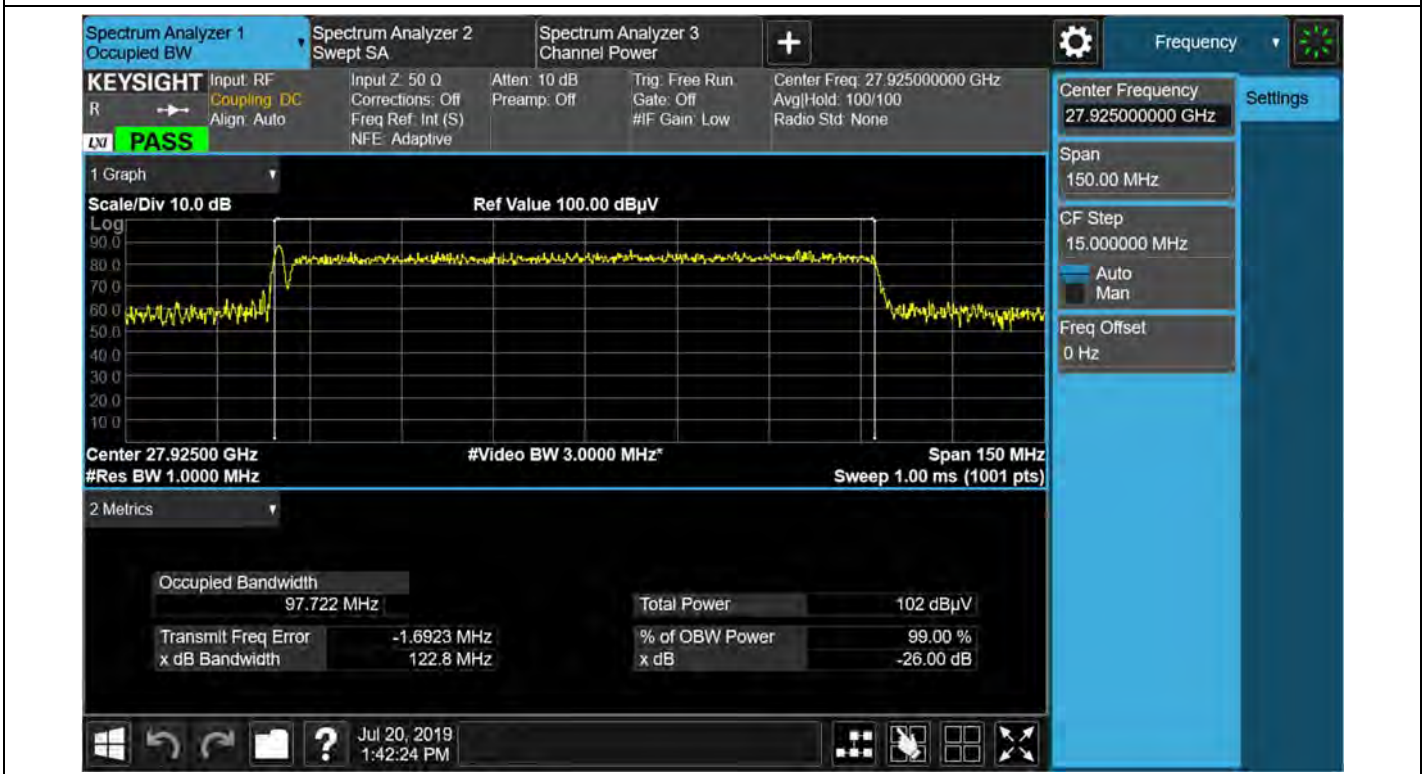 Spectrum Analyzer 1
Occupied BW
Spectrum Analyzer 2
Swept SA
Spectrum Analyzer 3
Channel Power
+
Frequency
KEYSIGHT
R
LXI
PASS
Input: RF
Coupling: DC
Align: Auto
Input Z: 50 Ω
Corrections: Off
Freq Ref: Int (S)
NFE: Adaptive
Atten: 10 dB
Preamp: Off
Trig: Free Run
Gate: Off
#IF Gain: Low
Center Freq: 27.925000000 GHz
Avg|Hold: 100/100
Radio Std: None
Center Frequency
27.925000000 GHz
Settings
Span
150.00 MHz
CF Step
15.000000 MHz
Auto
Man
Freq Offset
0 Hz
1 Graph
Scale/Div 10.0 dB
Ref Value 100.00 dBµV
Log
90.0
80.0
70.0
60.0
50.0
40.0
30.0
20.0
10.0
Center 27.92500 GHz
#Video BW 3.0000 MHz*
Span 150 MHz
#Res BW 1.0000 MHz
Sweep 1.00 ms (1001 pts)
2 Metrics
Occupied Bandwidth
97.722 MHz
Total Power 102 dBµV
Transmit Freq Error -1.6923 MHz
% of OBW Power 99.00 %
x dB Bandwidth 122.8 MHz
x dB -26.00 dB
?
Jul 20, 2019
1:42:24 PM